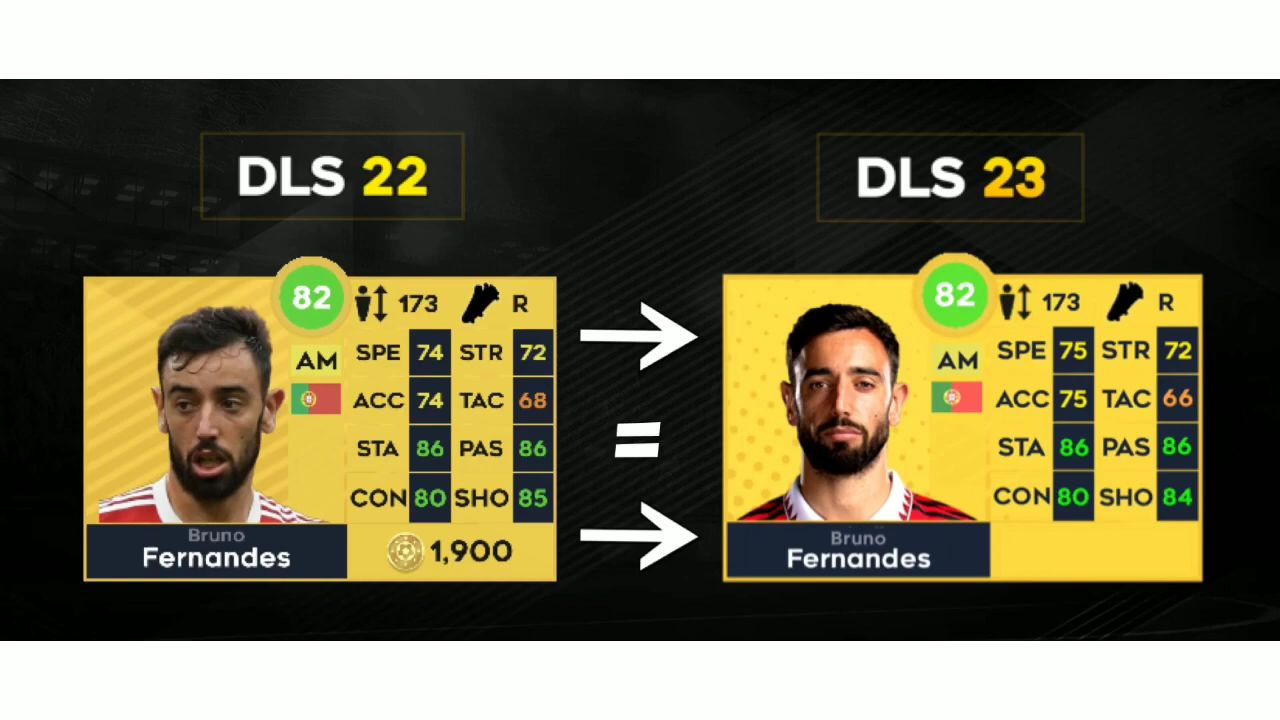 DLS 22
DLS 23
82
173 R
AM
SPE 74 STR 72
ACC 74 TAC 68
STA 86 PAS 86
CON 80 SHO 85
Bruno
Fernandes
1,900
=
82
173 R
AM
SPE 75 STR 72
ACC 75 TAC 66
STA 86 PAS 86
CON 80 SHO 84
Bruno
Fernandes